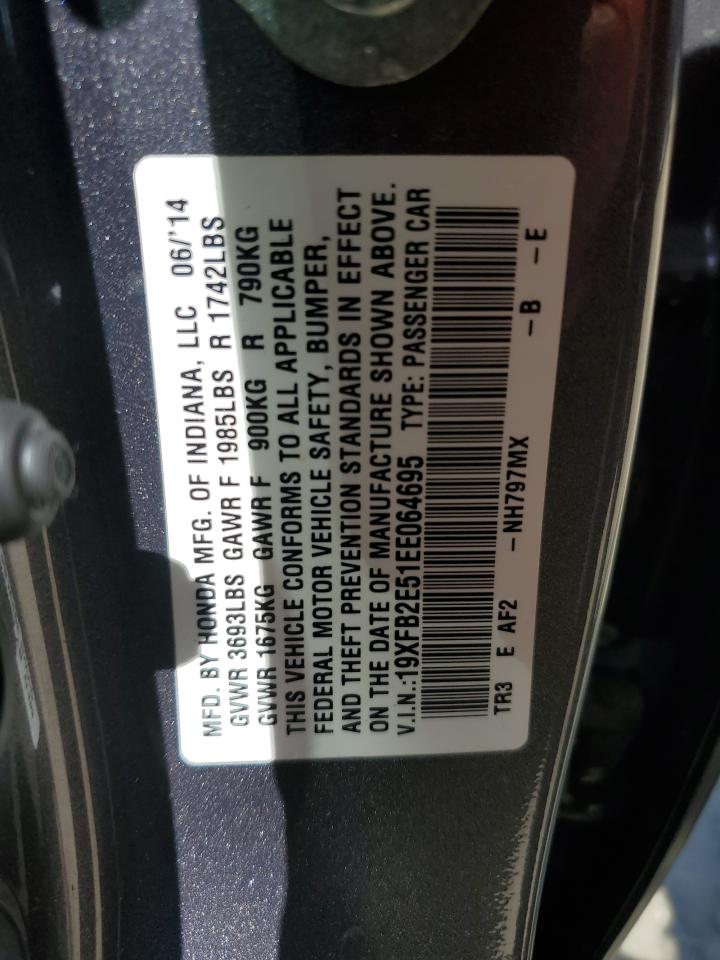 MFD. BY HONDA MFG. OF INDIANA, LLC 06/'14
GVWR 3693LBS GAWR F 1985LBS R 1742LBS
GVWR 1675KG GAWR F 900KG R 790KG
THIS VEHICLE CONFORMS TO ALL APPLICABLE
FEDERAL MOTOR VEHICLE SAFETY, BUMPER,
AND THEFT PREVENTION STANDARDS IN EFFECT
ON THE DATE OF MANUFACTURE SHOWN ABOVE.
V.I.N.:19XFB2E51EE064695 TYPE: PASSENGER CAR
TR3 E AF2 –NH797MX –B –E